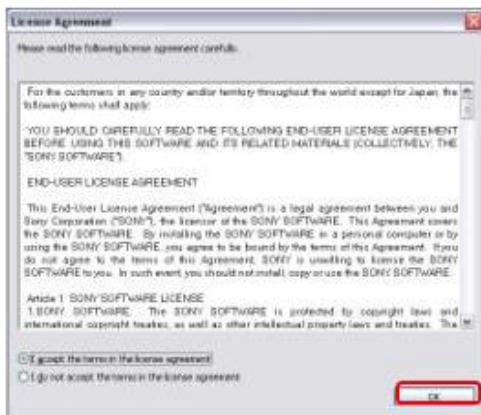 License Agreement
Please read the following license agreement carefully.
For the customers in any country and/or territory throughout the world except for Japan, the
following terms shall apply:
YOU SHOULD CAREFULLY READ THE FOLLOWING END-USER LICENSE AGREEMENT
BEFORE USING THIS SOFTWARE AND ITS RELATED MATERIALS (COLLECTIVELY, THE
"SONY SOFTWARE").
END-USER LICENSE AGREEMENT
This End-User License Agreement ("Agreement") is a legal agreement between you and
Sony Corporation ("SONY"), the licensor of the SONY SOFTWARE. This Agreement covers
the SONY SOFTWARE. By installing the SONY SOFTWARE in a personal computer or by
using the SONY SOFTWARE, you agree to be bound by the terms of this Agreement. If you
do not agree to the terms of this Agreement, SONY is unwilling to license the SONY
SOFTWARE to you. In such event, you should not install, copy or use the SONY SOFTWARE.
Article 1 SONY SOFTWARE LICENSE
1.SONY SOFTWARE. The SONY SOFTWARE is protected by copyright laws and
international copyright treaties, as well as other intellectual property laws and treaties. The
I accept the terms in the license agreement
I do not accept the terms in the license agreement
OK